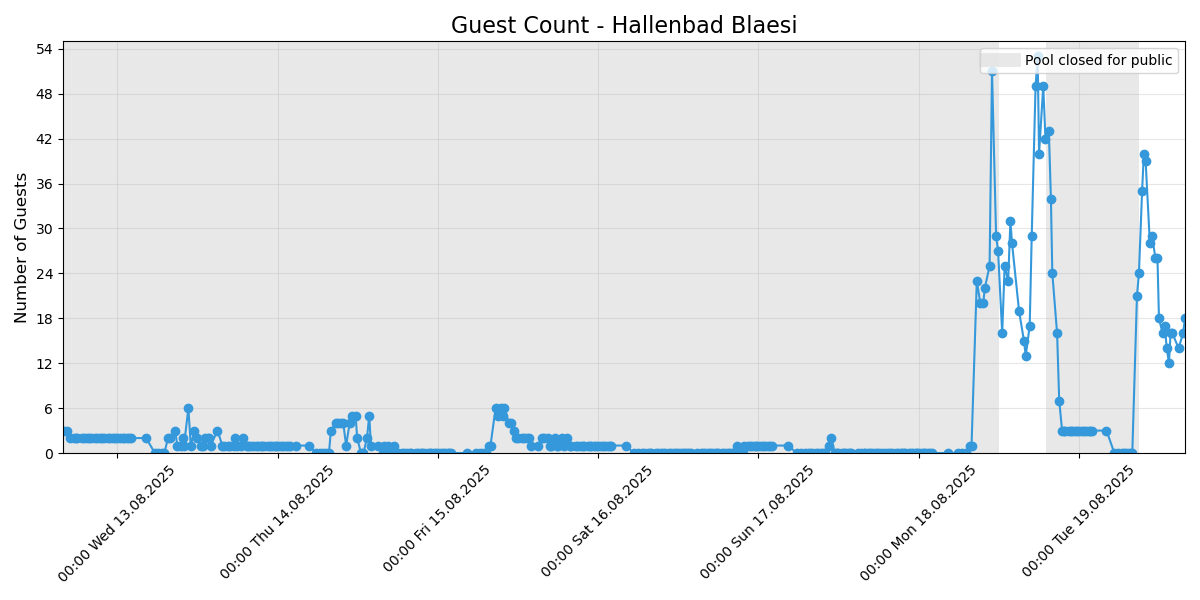 Guest Count - Hallenbad Blaesi
Pool closed for public
Number of Guests
54
48
42
36
30
24
18
12
6
0
00:00 Wed 13.08.2025
00:00 Thu 14.08.2025
00:00 Fri 15.08.2025
00:00 Sat 16.08.2025
00:00 Sun 17.08.2025
00:00 Mon 18.08.2025
00:00 Tue 19.08.2025